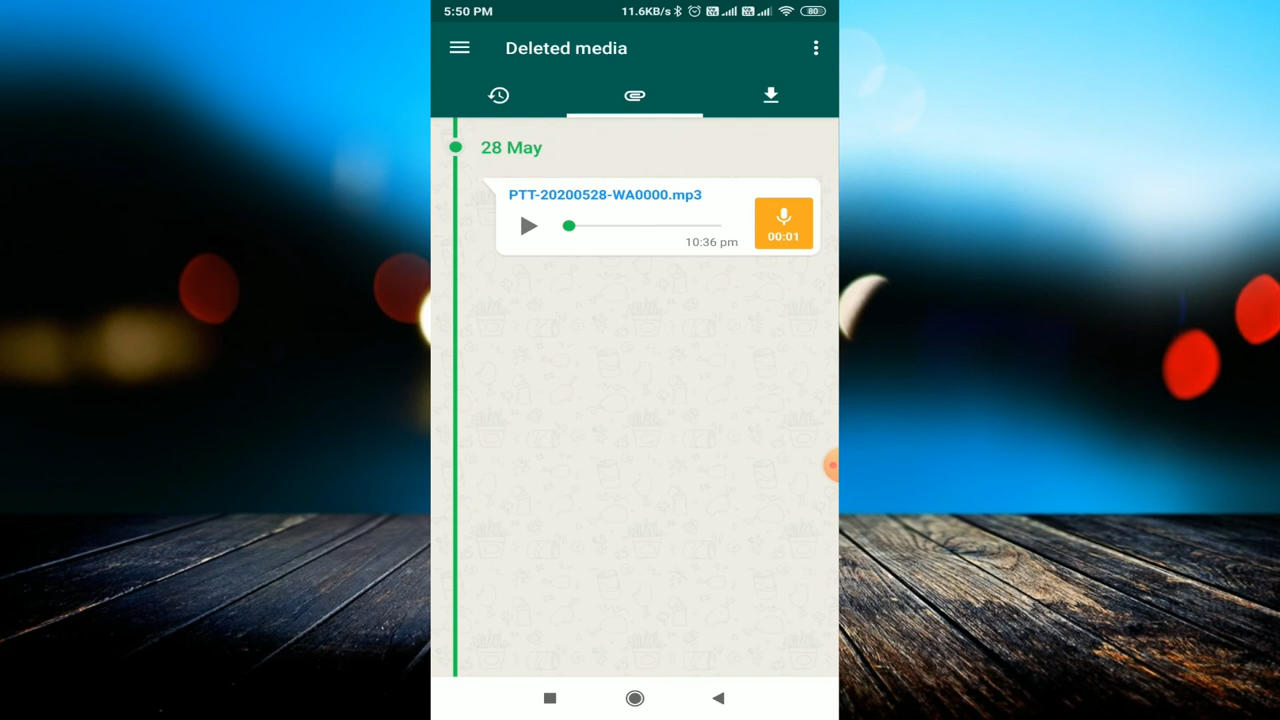 5:50 PM 11.6KB/s 80
Deleted media
28 May
PTT-20200528-WA0000.mp3
00:01
10:36 pm